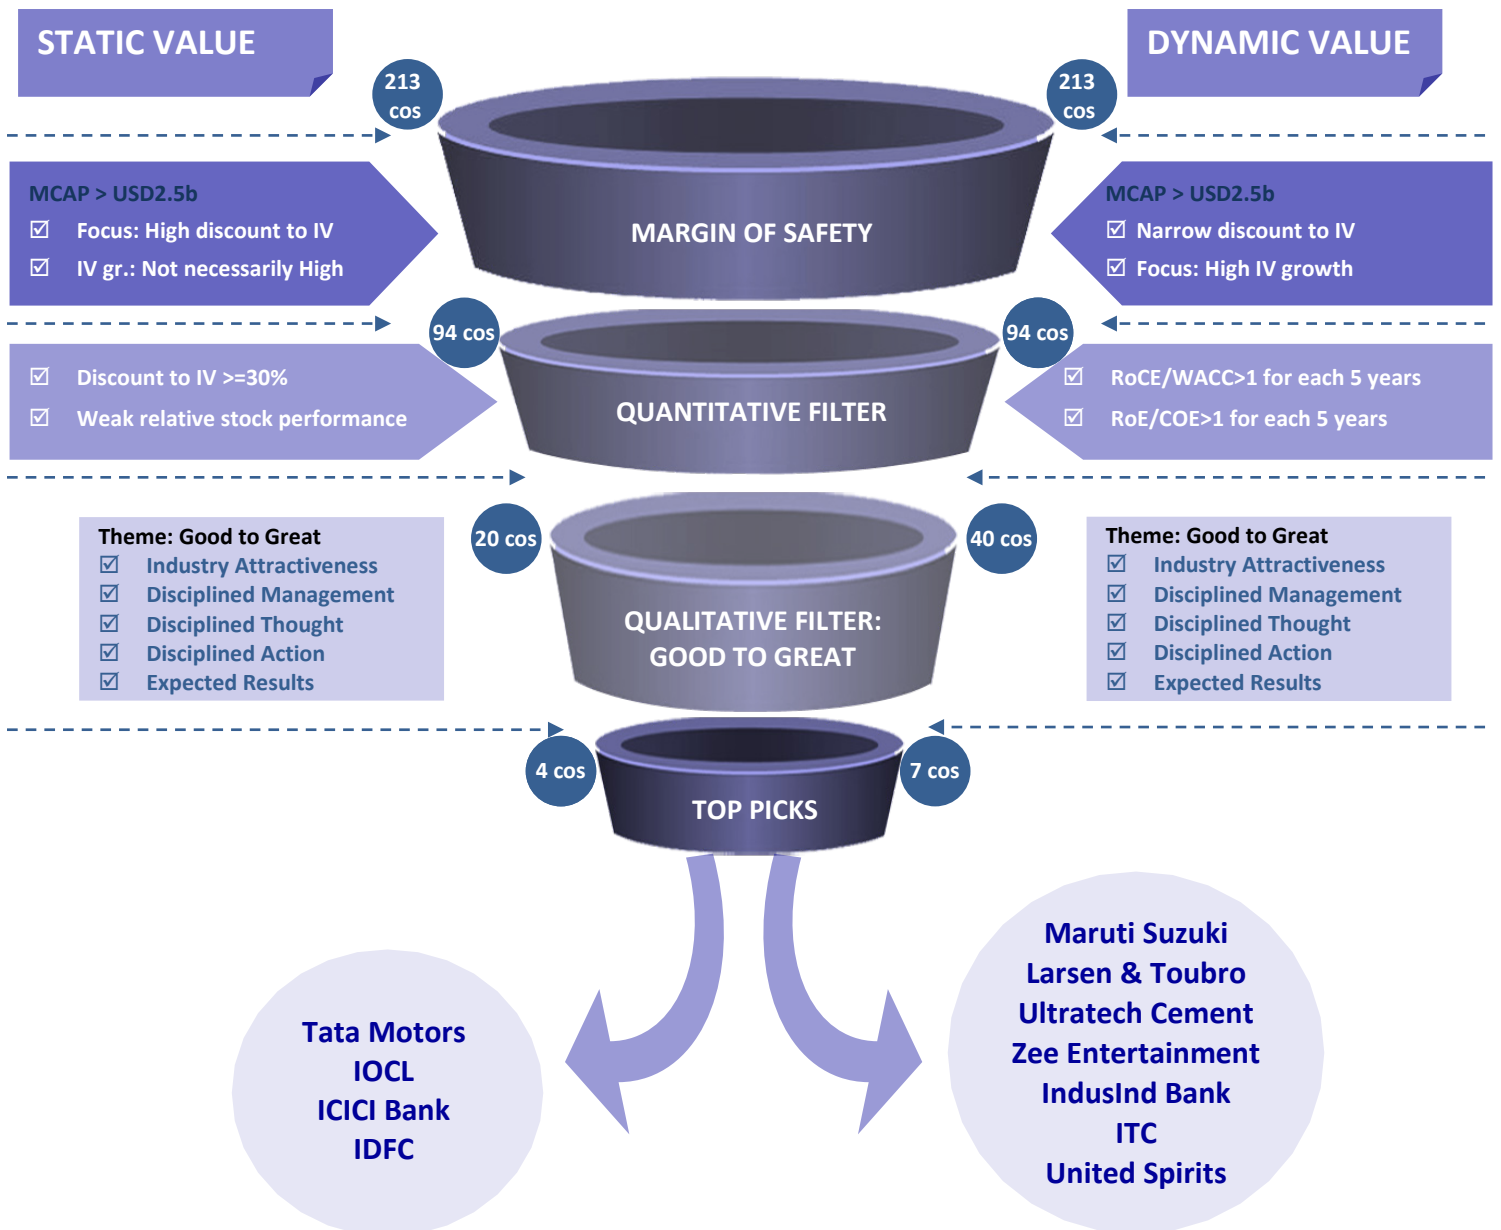 STATIC VALUE
DYNAMIC VALUE
213
cos
213
cos
MCAP > USD2.5b
☑ Focus: High discount to IV
☑ IV gr.: Not necessarily High
MARGIN OF SAFETY
MCAP > USD2.5b
☑ Narrow discount to IV
☑ Focus: High IV growth
94 cos
94 cos
☑ Discount to IV >=30%
☑ Weak relative stock performance
QUANTITATIVE FILTER
☑ RoCE/WACC>1 for each 5 years
☑ RoE/COE>1 for each 5 years
20 cos
40 cos
Theme: Good to Great
☑ Industry Attractiveness
☑ Disciplined Management
☑ Disciplined Thought
☑ Disciplined Action
☑ Expected Results
QUALITATIVE FILTER:
GOOD TO GREAT
Theme: Good to Great
☑ Industry Attractiveness
☑ Disciplined Management
☑ Disciplined Thought
☑ Disciplined Action
☑ Expected Results
4 cos
7 cos
TOP PICKS
Tata Motors
IOCL
ICICI Bank
IDFC
Maruti Suzuki
Larsen & Toubro
Ultratech Cement
Zee Entertainment
IndusInd Bank
ITC
United Spirits